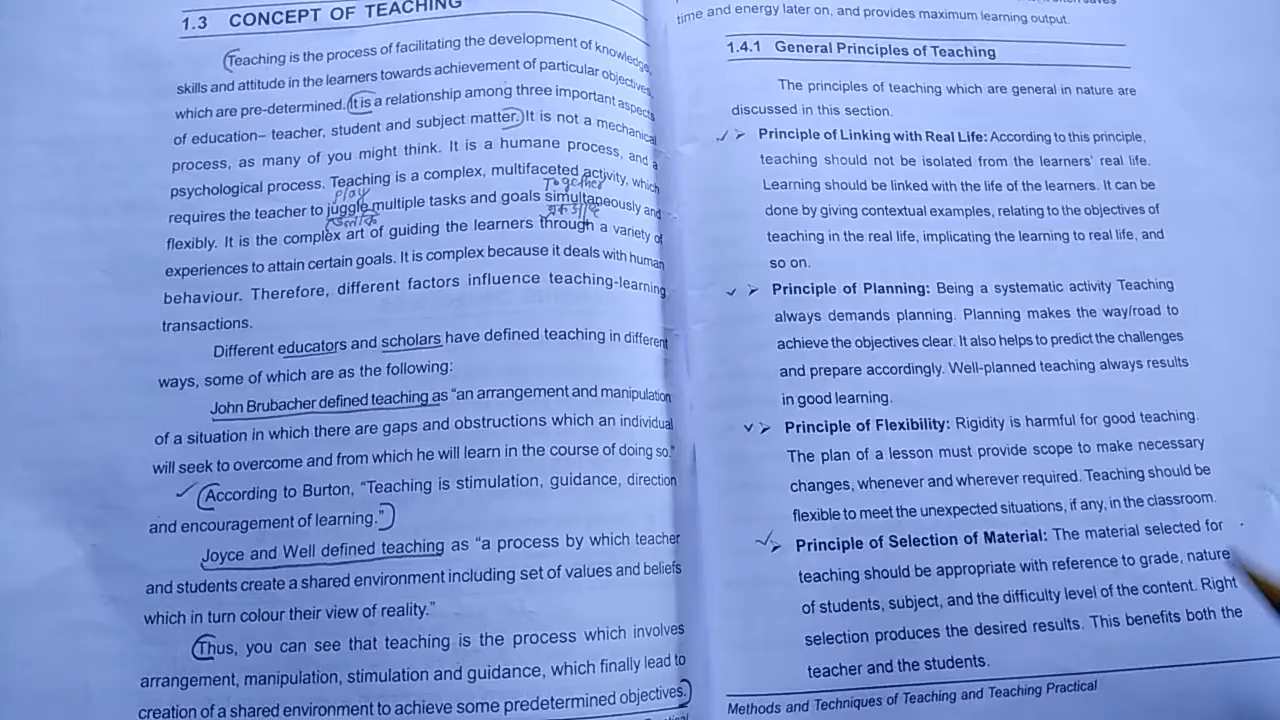 1.3 CONCEPT OF TEACHING
Teaching is the process of facilitating the development of knowledge,
skills and attitude in the learners towards achievement of particular objectives,
which are pre-determined. It is a relationship among three important aspects
of education– teacher, student and subject matter. It is not a mechanical
process, as many of you might think. It is a humane process, and a
psychological process. Teaching is a complex, multifaceted activity, which
play Together
requires the teacher to juggle multiple tasks and goals simultaneously and
flexibly. It is the complex art of guiding the learners through a variety of
experiences to attain certain goals. It is complex because it deals with human
behaviour. Therefore, different factors influence teaching-learning
transactions.
Different educators and scholars have defined teaching in different
ways, some of which are as the following:
John Brubacher defined teaching as “an arrangement and manipulation
of a situation in which there are gaps and obstructions which an individual
will seek to overcome and from which he will learn in the course of doing so.”
According to Burton, “Teaching is stimulation, guidance, direction
and encouragement of learning.”
Joyce and Well defined teaching as “a process by which teacher
and students create a shared environment including set of values and beliefs
which in turn colour their view of reality.”
Thus, you can see that teaching is the process which involves
arrangement, manipulation, stimulation and guidance, which finally lead to
creation of a shared environment to achieve some predetermined objectives.
time and energy later on, and provides maximum learning output.
1.4.1 General Principles of Teaching
The principles of teaching which are general in nature are
discussed in this section.
➢ Principle of Linking with Real Life: According to this principle,
teaching should not be isolated from the learners’ real life.
Learning should be linked with the life of the learners. It can be
done by giving contextual examples, relating to the objectives of
teaching in the real life, implicating the learning to real life, and
so on.
➢ Principle of Planning: Being a systematic activity Teaching
always demands planning. Planning makes the way/road to
achieve the objectives clear. It also helps to predict the challenges
and prepare accordingly. Well-planned teaching always results
in good learning.
➢ Principle of Flexibility: Rigidity is harmful for good teaching.
The plan of a lesson must provide scope to make necessary
changes, whenever and wherever required. Teaching should be
flexible to meet the unexpected situations, if any, in the classroom.
➢ Principle of Selection of Material: The material selected for
teaching should be appropriate with reference to grade, nature
of students, subject, and the difficulty level of the content. Right
selection produces the desired results. This benefits both the
teacher and the students.
Methods and Techniques of Teaching and Teaching Practical